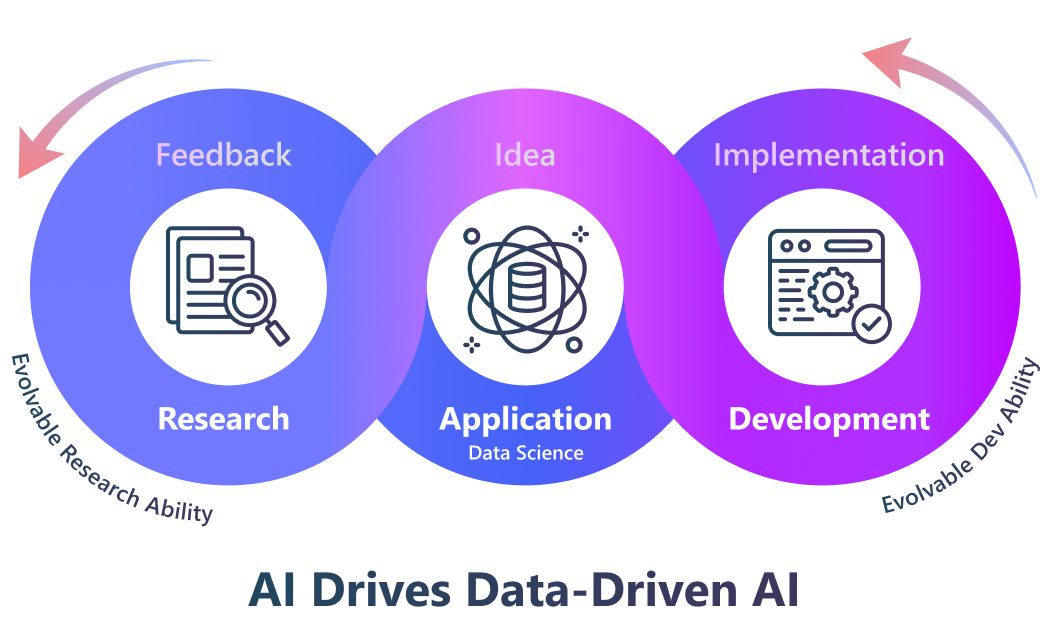 Feedback
Idea
Implementation
Research
Application
Data Science
Development
Evolvable Research Ability
Evolvable Dev Ability
AI Drives Data-Driven AI